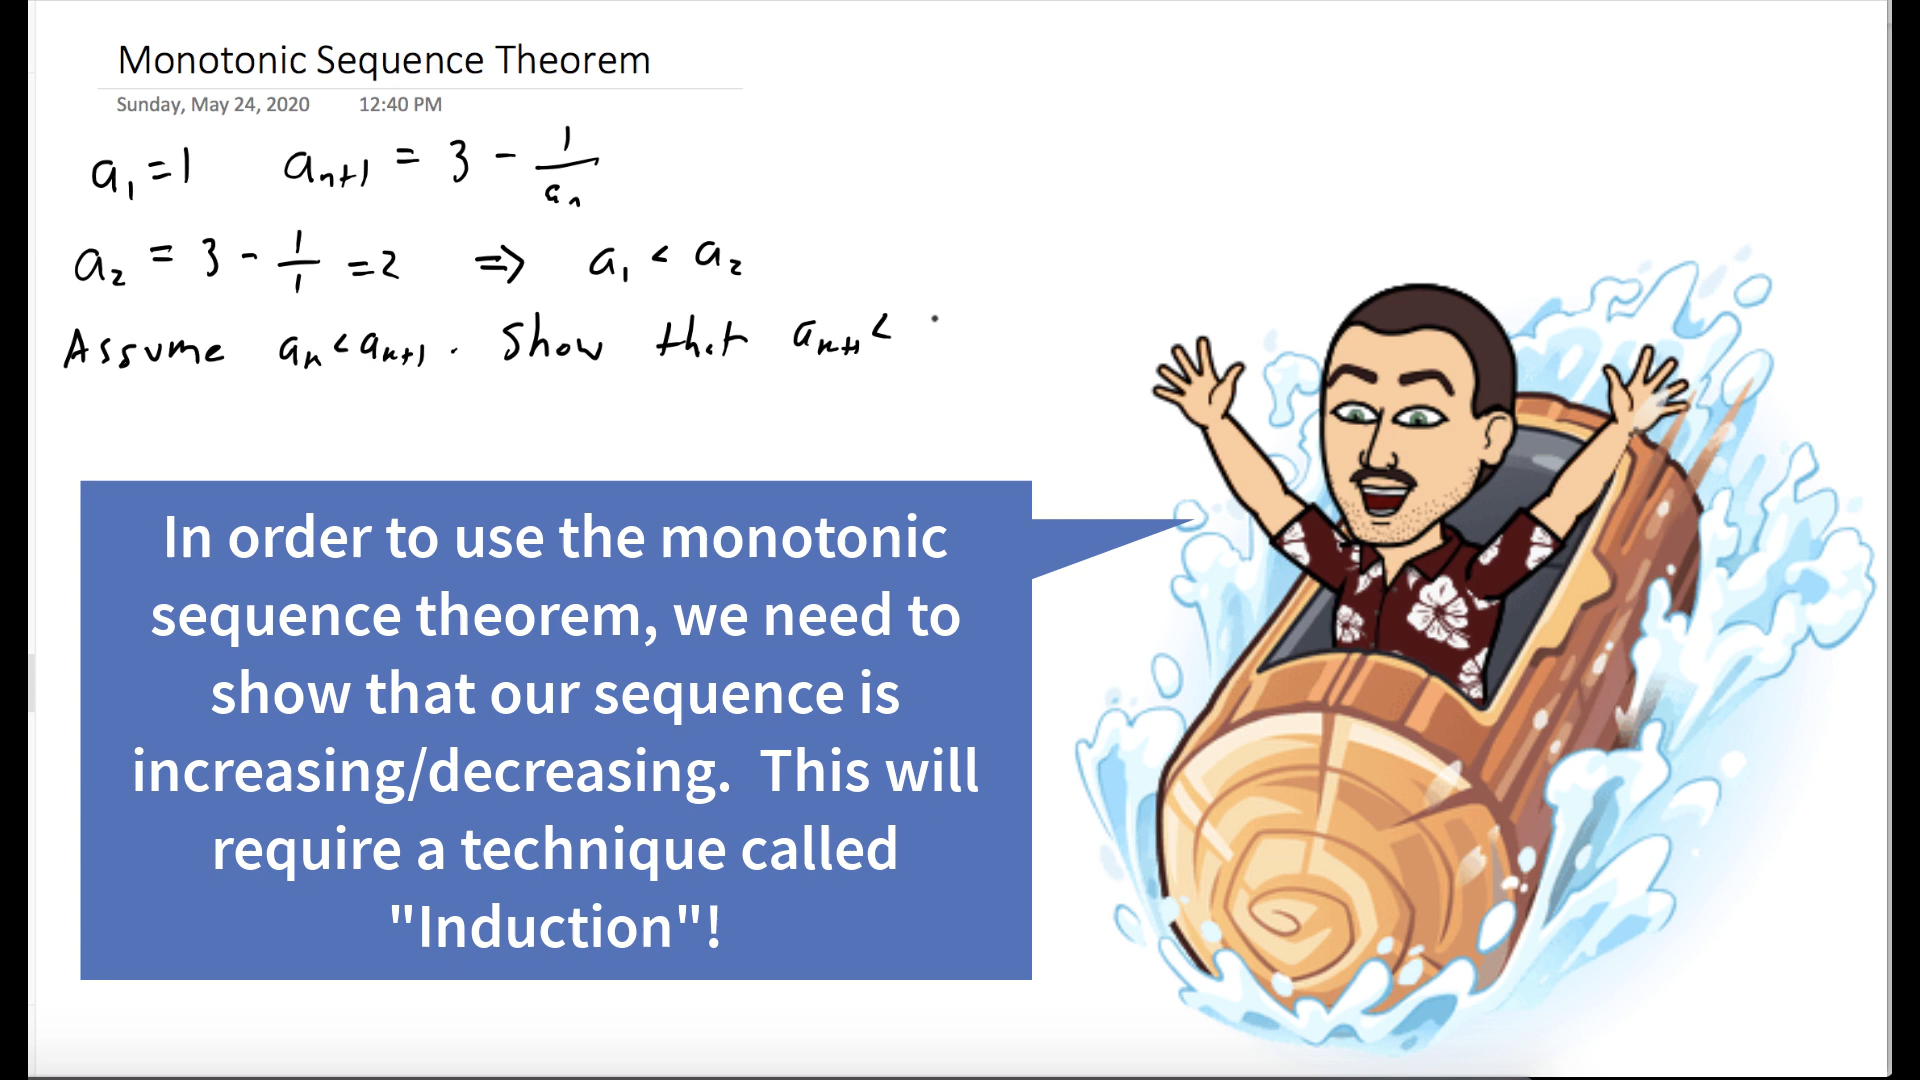 Monotonic Sequence Theorem
Sunday, May 24, 2020 12:40 PM
a₁ = 1 aₙ₊₁ = 3 - 1/aₙ
a₂ = 3 - 1/1 = 2 ⇒ a₁ < a₂
Assume aₙ < aₙ₊₁. Show that aₙ₊₁ <
In order to use the monotonic
sequence theorem, we need to
show that our sequence is
increasing/decreasing. This will
require a technique called
"Induction"!